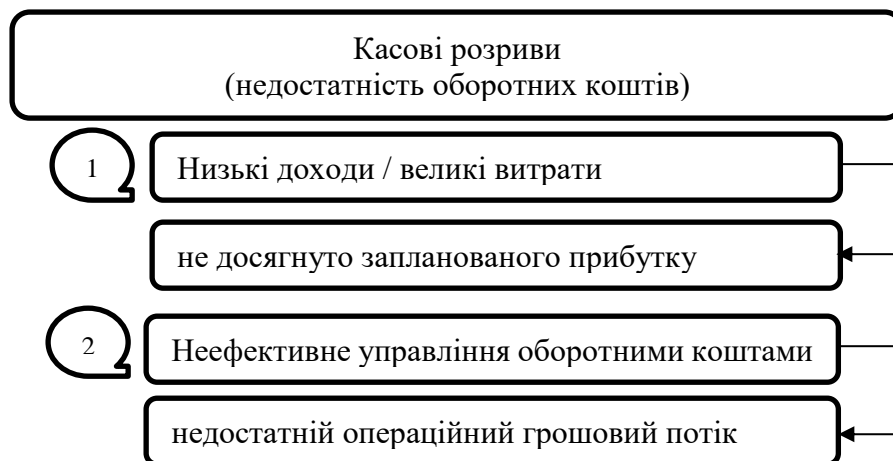 Касові розриви
(недостатність оборотних коштів)
1
Низькі доходи / великі витрати
не досягнуто запланованого прибутку
2
Неефективне управління оборотними коштами
недостатній операційний грошовий потік